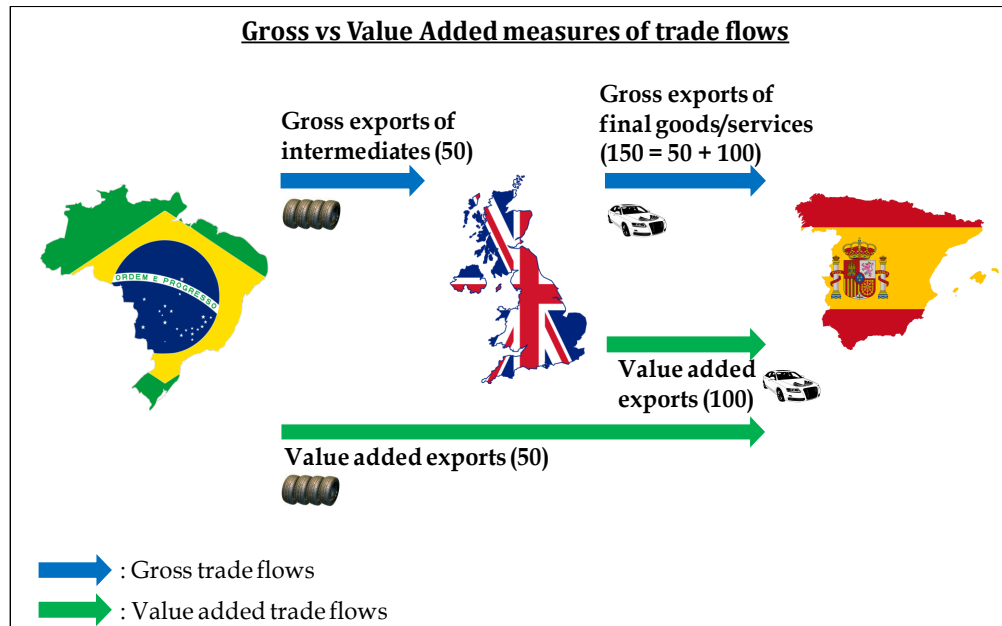 Gross vs Value Added measures of trade flows
Gross exports of
intermediates (50)
Gross exports of
final goods/services
(150 = 50 + 100)
ORDEM E PROGRESSO
Value added
exports (100)
Value added exports (50)
: Gross trade flows
: Value added trade flows